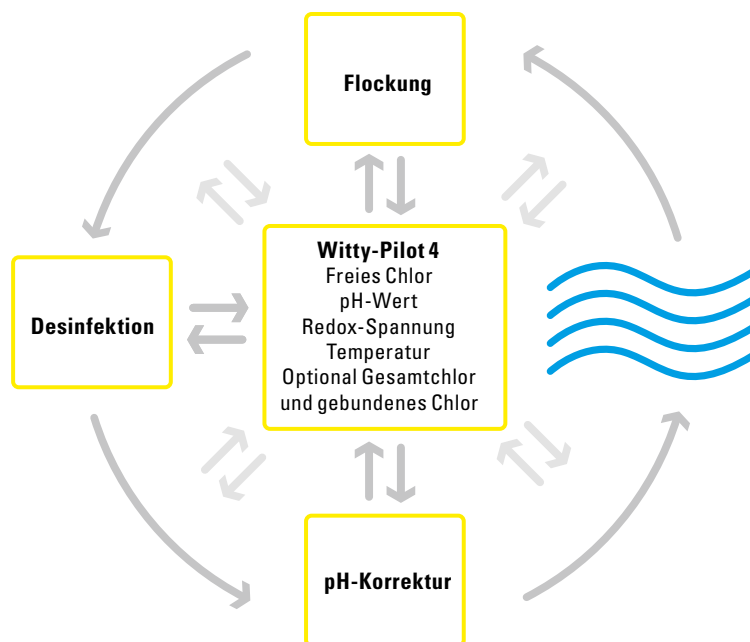 Flockung
Witty-Pilot 4
Freies Chlor
pH-Wert
Redox-Spannung
Temperatur
Optional Gesamtchlor
und gebundenes Chlor
Desinfektion
pH-Korrektur